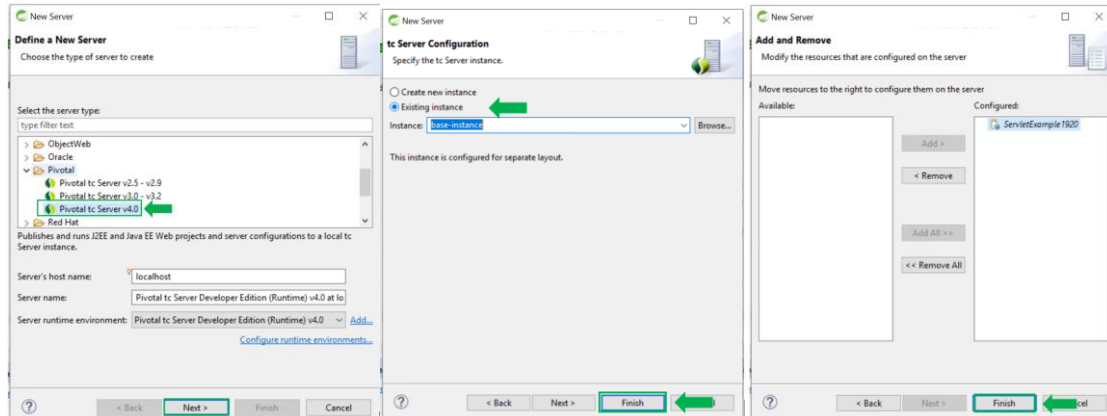 New Server
Define a New Server
Choose the type of server to create
Select the server type:
type filter text
ObjectWeb
Oracle
Pivotal
Pivotal tc Server v2.5 - v2.9
Pivotal tc Server v3.0 - v3.2
Pivotal tc Server v4.0
Red Hat
Publishes and runs J2EE and Java EE Web projects and server configurations to a local tc
Server instance.
Server's host name: localhost
Server name: Pivotal tc Server Developer Edition (Runtime) v4.0 at lo
Server runtime environment: Pivotal tc Server Developer Edition (Runtime) v4.0 Add...
Configure runtime environments...
? < Back Next > Finish Cancel
New Server
tc Server Configuration
Specify the tc Server instance.
Create new instance
Existing instance
Instance: base-instance Browse...
This instance is configured for separate layout.
? < Back Next > Finish
New Server
Add and Remove
Modify the resources that are configured on the server
Move resources to the right to configure them on the server
Available: Configured:
ServletExample1920
Add >
< Remove
Add All >>
<< Remove All
? < Back Next > Finish cel